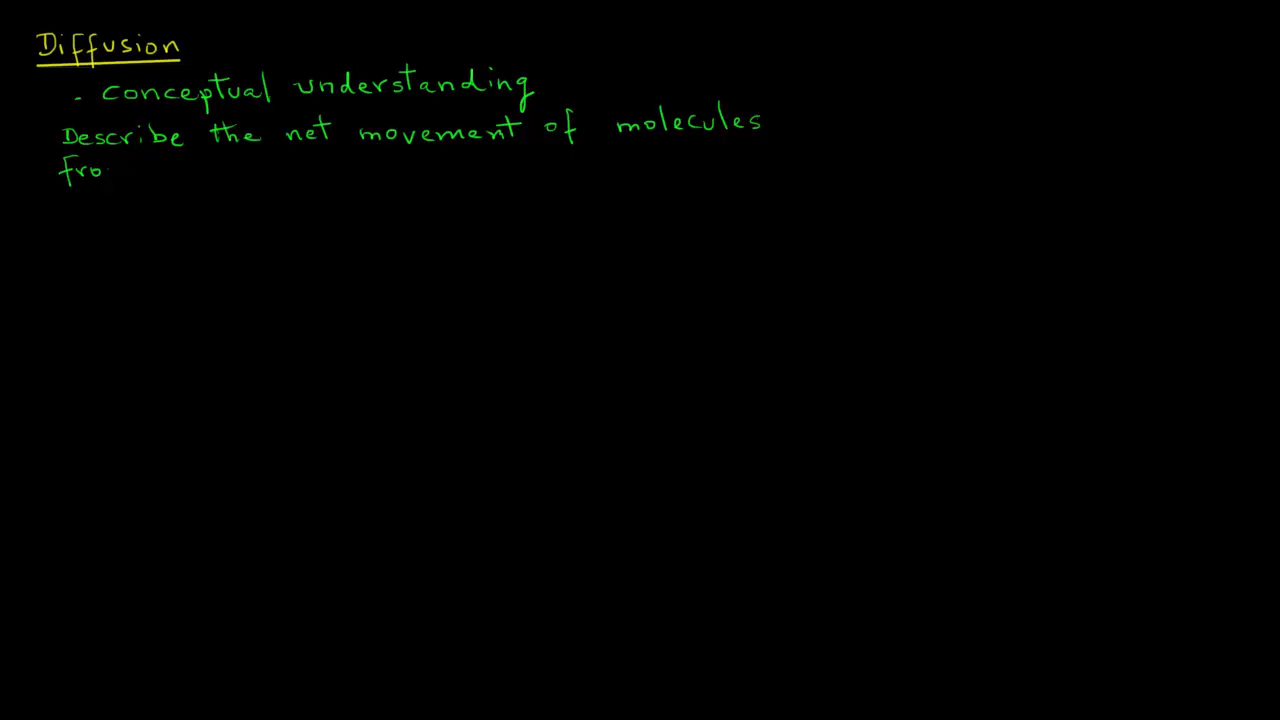 Diffusion
. Conceptual understanding
Describe the net movement of molecules
fro